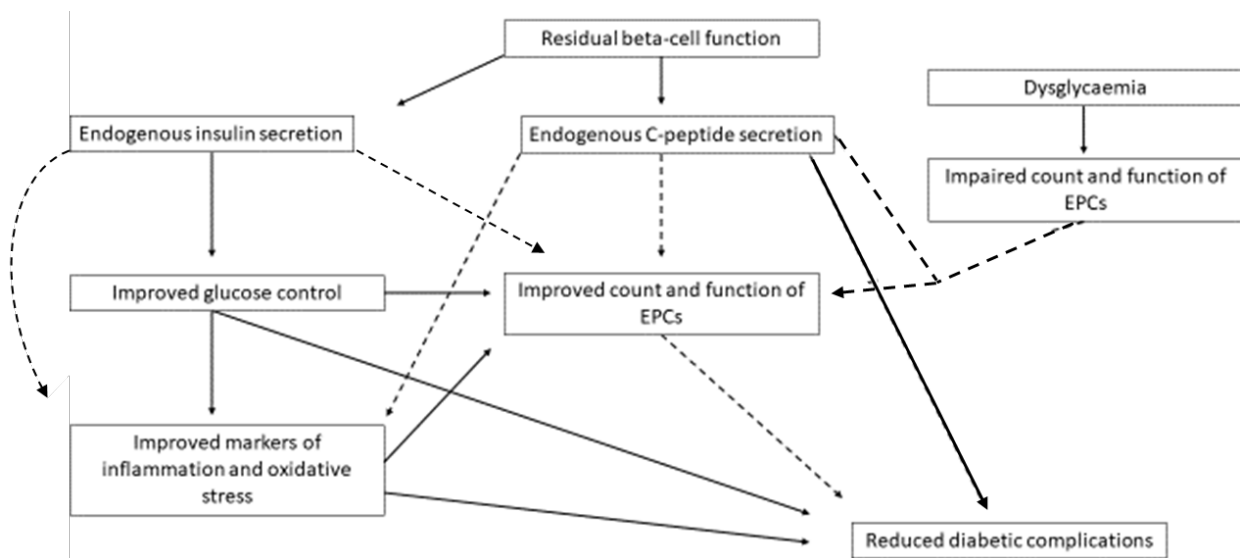 Residual beta-cell function
Dysglycaemia
Endogenous insulin secretion
Endogenous C-peptide secretion
Impaired count and function of
EPCs
Improved glucose control
Improved count and function of
EPCs
Improved markers of
inflammation and oxidative
stress
Reduced diabetic complications